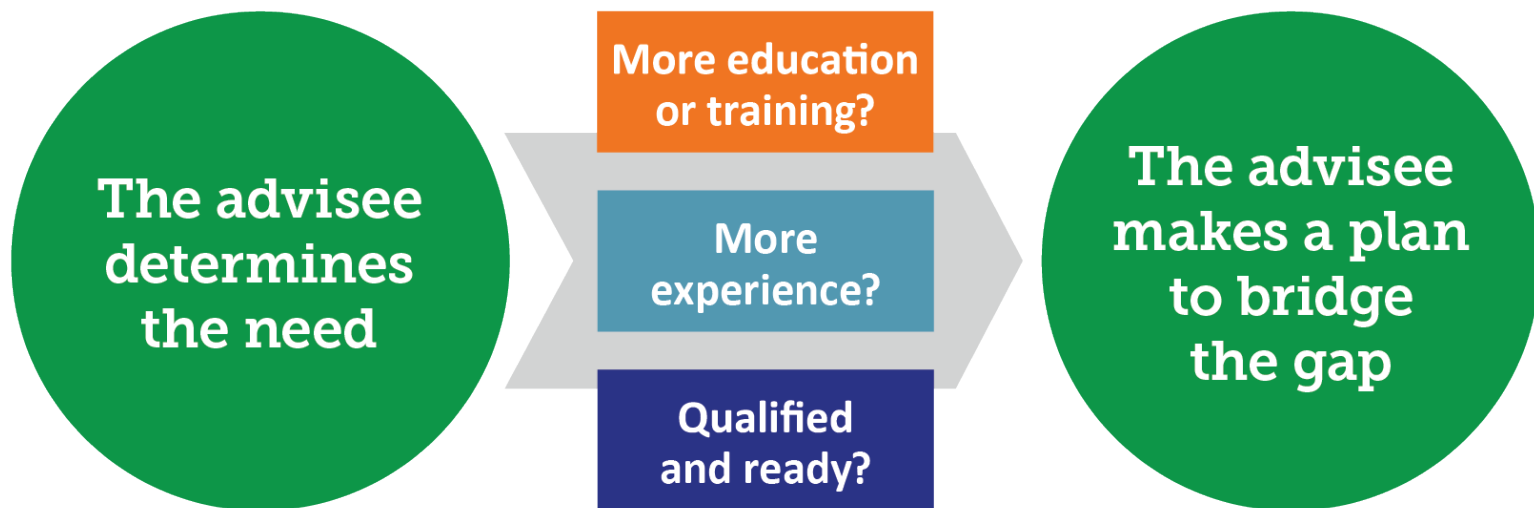 The advisee
determines
the need
More education
or training?
More
experience?
Qualified
and ready?
The advisee
makes a plan
to bridge
the gap